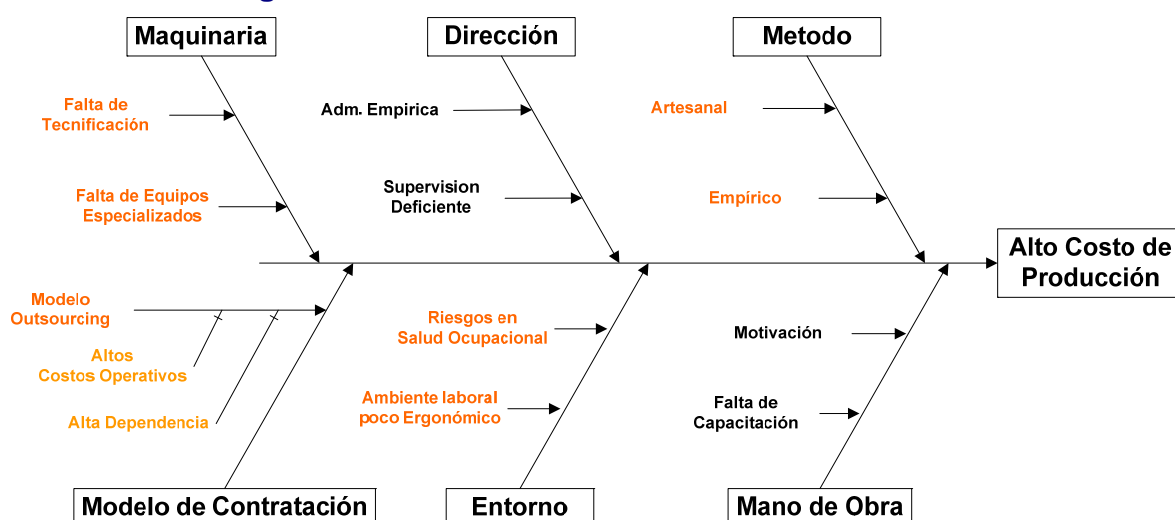 Maquinaria
Dirección
Metodo
Falta de
Tecnificación
Adm. Empirica
Artesanal
Falta de Equipos
Especializados
Supervision
Deficiente
Empírico
Alto Costo de
Producción
Modelo
Outsourcing
Altos
Costos Operativos
Alta Dependencia
Riesgos en
Salud Ocupacional
Ambiente laboral
poco Ergonómico
Motivación
Falta de
Capacitación
Modelo de Contratación
Entorno
Mano de Obra